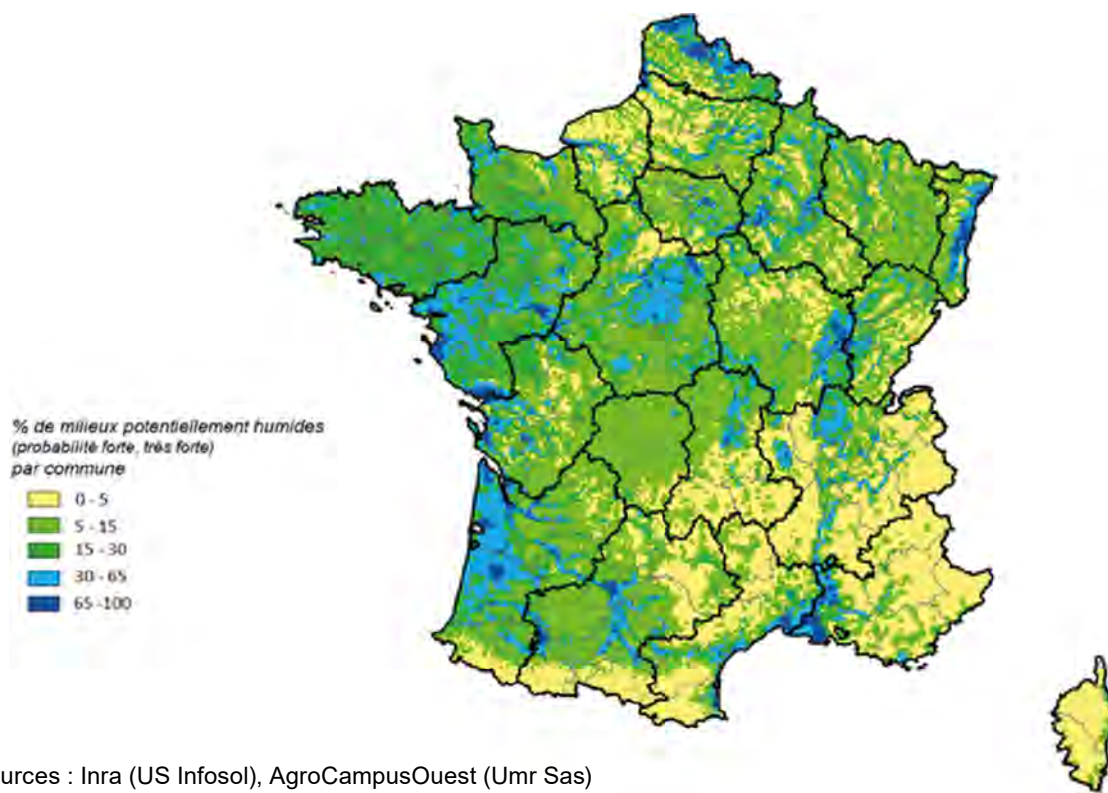 % de milieux potentiellement humides
(probabilité forte, très forte)
par commune
0 - 5
5 - 15
15 - 30
30 - 65
65 -100
urces : Inra (US Infosol), AgroCampusOuest (Umr Sas)